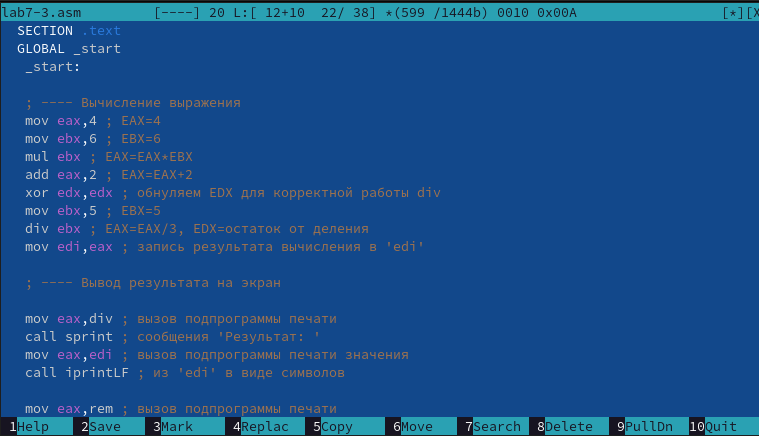 lab7-3.asm [----] 20 L:[ 12+10 22/ 38] *(599 /1444b) 0010 0x00A [*][X
SECTION .text
GLOBAL _start
_start:
; ---- Вычисление выражения
mov eax,4 ; EAX=4
mov ebx,6 ; EBX=6
mul ebx ; EAX=EAX*EBX
add eax,2 ; EAX=EAX+2
xor edx,edx ; обнуляем EDX для корректной работы div
mov ebx,5 ; EBX=5
div ebx ; EAX=EAX/3, EDX=остаток от деления
mov edi,eax ; запись результата вычисления в 'edi'
; ---- Вывод результата на экран
mov eax,div ; вызов подпрограммы печати
call sprint ; сообщения 'Результат: '
mov eax,edi ; вызов подпрограммы печати значения
call iprintLF ; из 'edi' в виде символов
mov eax,rem ; вызов подпрограммы печати
1Help 2Save 3Mark 4Replac 5Copy 6Move 7Search 8Delete 9PullDn 10Quit